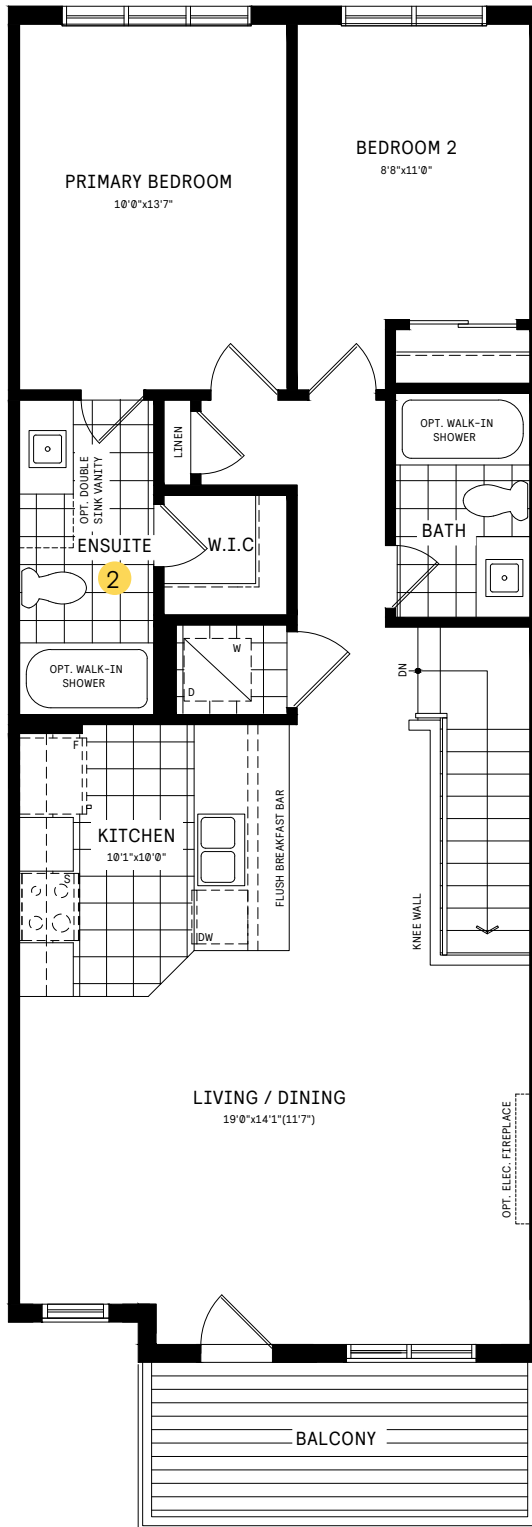 PRIMARY BEDROOM
10'0"x13'7"
BEDROOM 2
8'8"x11'0"
OPT. WALK-IN
SHOWER
LINEN
OPT. DOUBLE
SINK VANITY
ENSUITE
2
W.I.C
BATH
OPT. WALK-IN
SHOWER
W
D
DN
F
P
KITCHEN
10'1"x10'0"
S
DW
FLUSH BREAKFAST BAR
KNEE WALL
LIVING / DINING
19'0"x14'1"(11'7")
OPT. ELEC. FIREPLACE
BALCONY